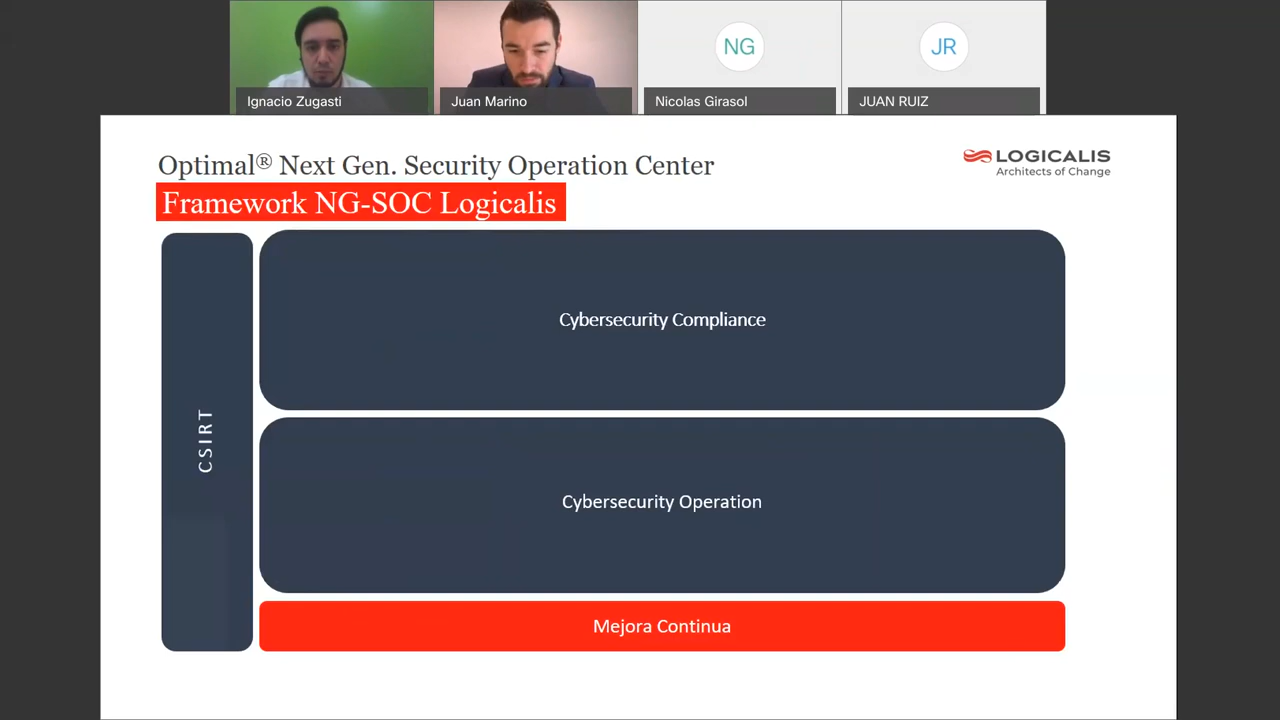 NG
JR
Ignacio Zugasti
Juan Marino
Nicolas Girasol
JUAN RUIZ
Optimal® Next Gen. Security Operation Center
Framework NG-SOC Logicalis
LOGICALIS
Architects of Change
CSIRT
Cybersecurity Compliance
Cybersecurity Operation
Mejora Continua